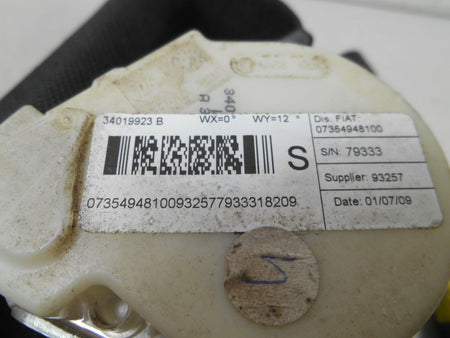 34019923 B WX=0° WY=12 °
Dis. FIAT:
07354948100
S/N: 79333
S
Supplier: 93257
07354948100932577933318209
Date: 01/07/09